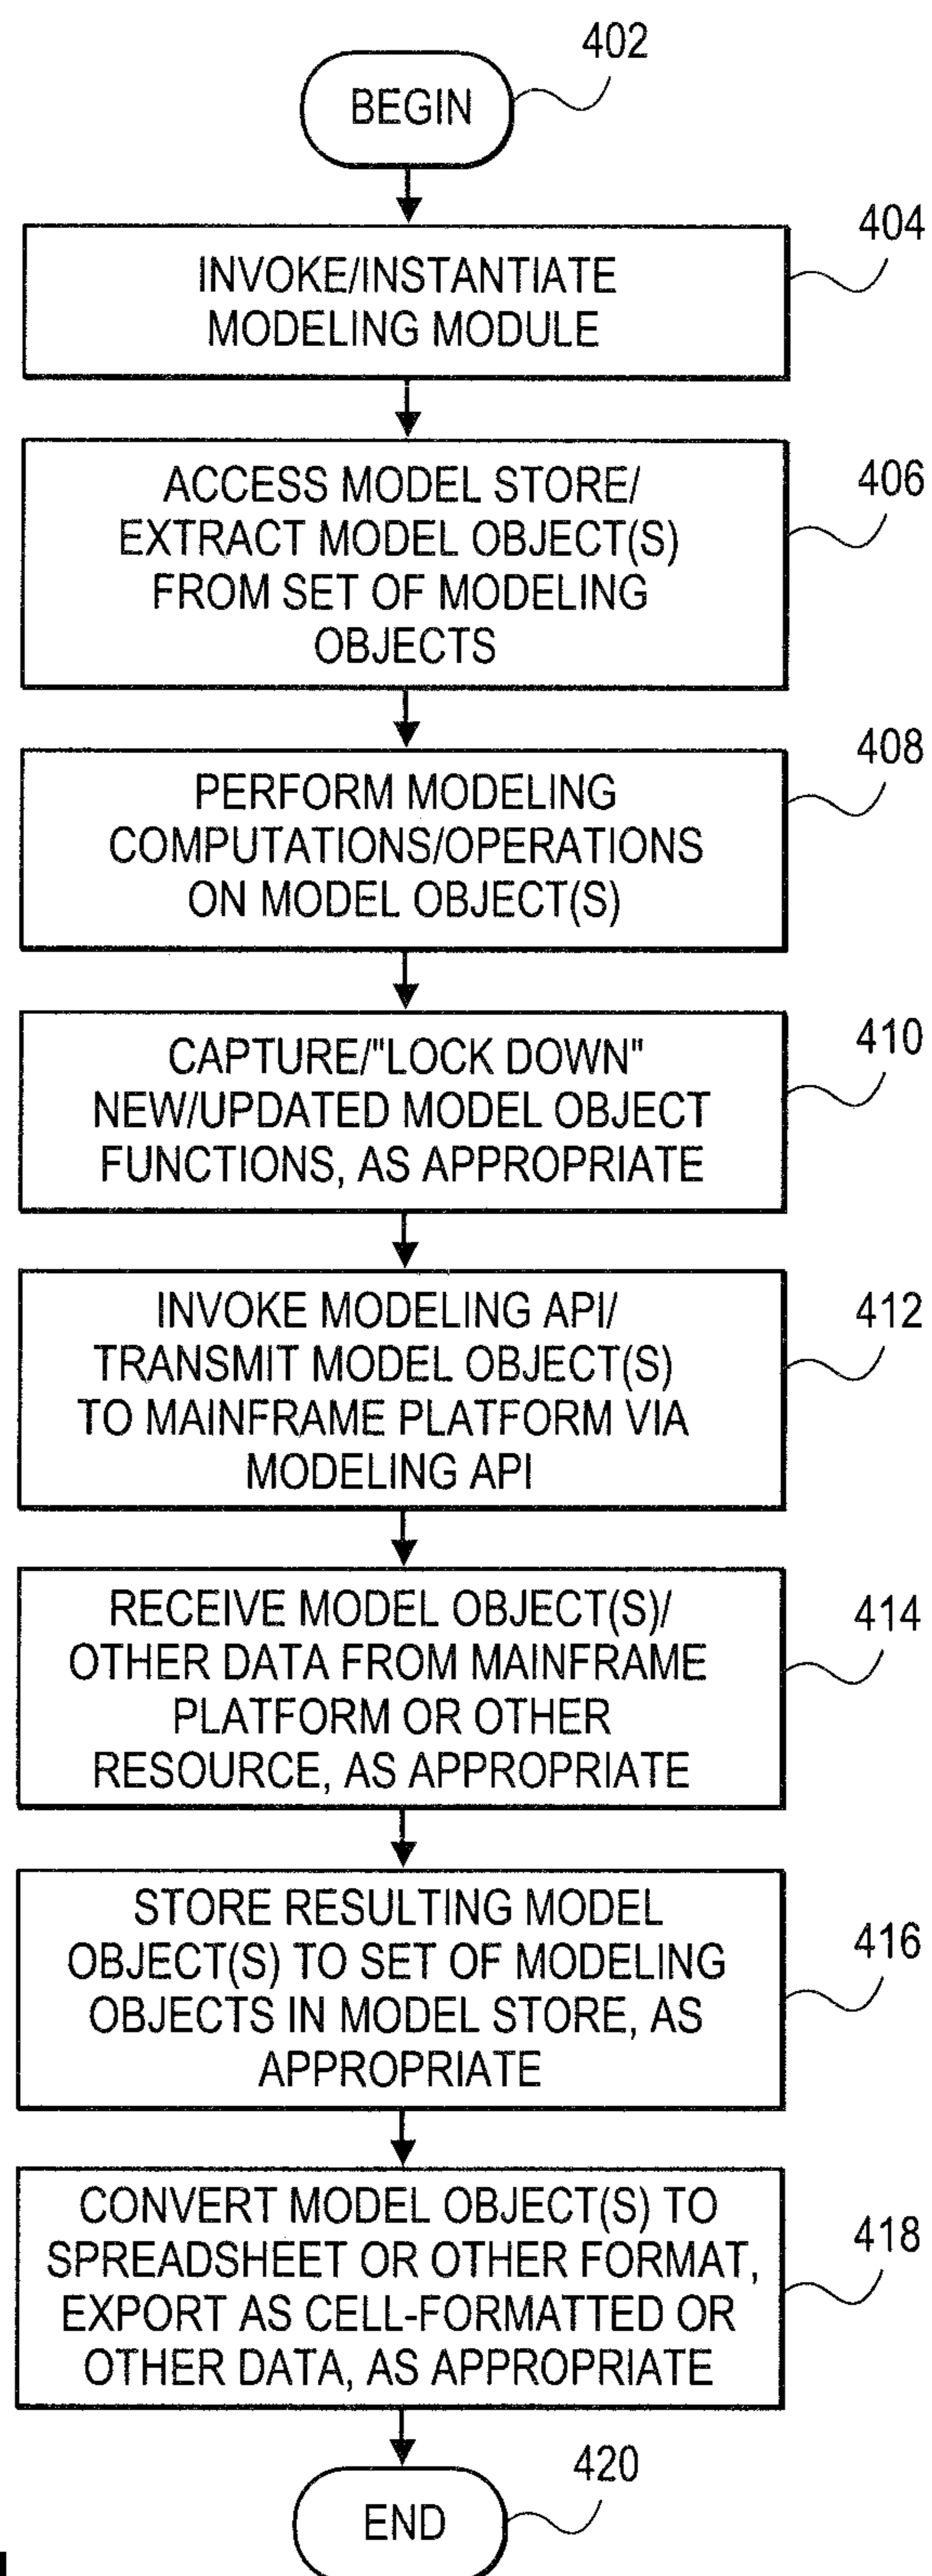 402
BEGIN
404
INVOKE/INSTANTIATE
MODELING MODULE
406
ACCESS MODEL STORE/
EXTRACT MODEL OBJECT(S)
FROM SET OF MODELING
OBJECTS
408
PERFORM MODELING
COMPUTATIONS/OPERATIONS
ON MODEL OBJECT(S)
410
CAPTURE/"LOCK DOWN"
NEW/UPDATED MODEL OBJECT
FUNCTIONS, AS APPROPRIATE
412
INVOKE MODELING API/
TRANSMIT MODEL OBJECT(S)
TO MAINFRAME PLATFORM VIA
MODELING API
414
RECEIVE MODEL OBJECT(S)/
OTHER DATA FROM MAINFRAME
PLATFORM OR OTHER
RESOURCE, AS APPROPRIATE
416
STORE RESULTING MODEL
OBJECT(S) TO SET OF MODELING
OBJECTS IN MODEL STORE, AS
APPROPRIATE
418
CONVERT MODEL OBJECT(S) TO
SPREADSHEET OR OTHER FORMAT,
EXPORT AS CELL-FORMATTED OR
OTHER DATA, AS APPROPRIATE
420
END